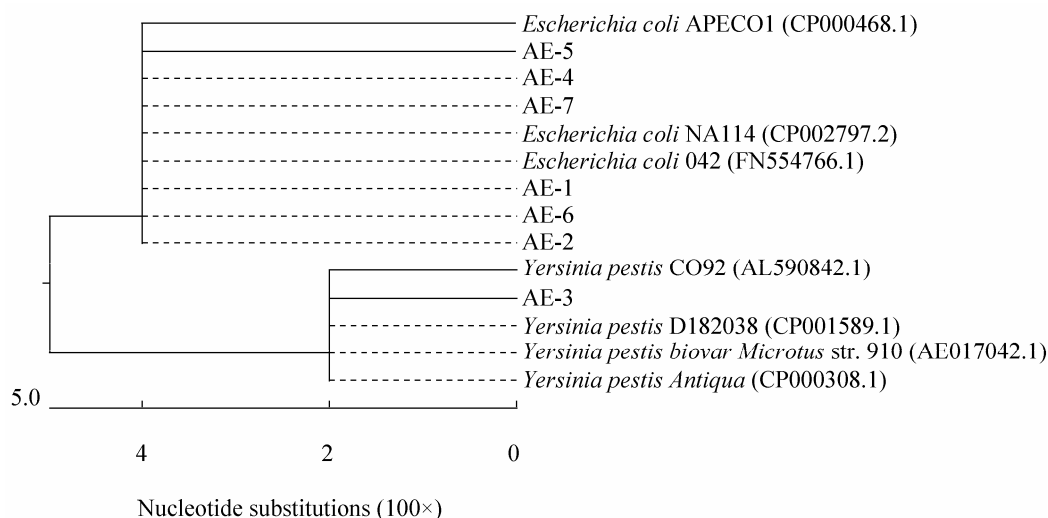 Escherichia coli APECO1 (CP000468.1)
AE-5
AE-4
AE-7
Escherichia coli NA114 (CP002797.2)
Escherichia coli 042 (FN554766.1)
AE-1
AE-6
AE-2
Yersinia pestis CO92 (AL590842.1)
AE-3
Yersinia pestis D182038 (CP001589.1)
Yersinia pestis biovar Microtus str. 910 (AE017042.1)
Yersinia pestis Antiqua (CP000308.1)
5.0
4 2 0
Nucleotide substitutions (100×)